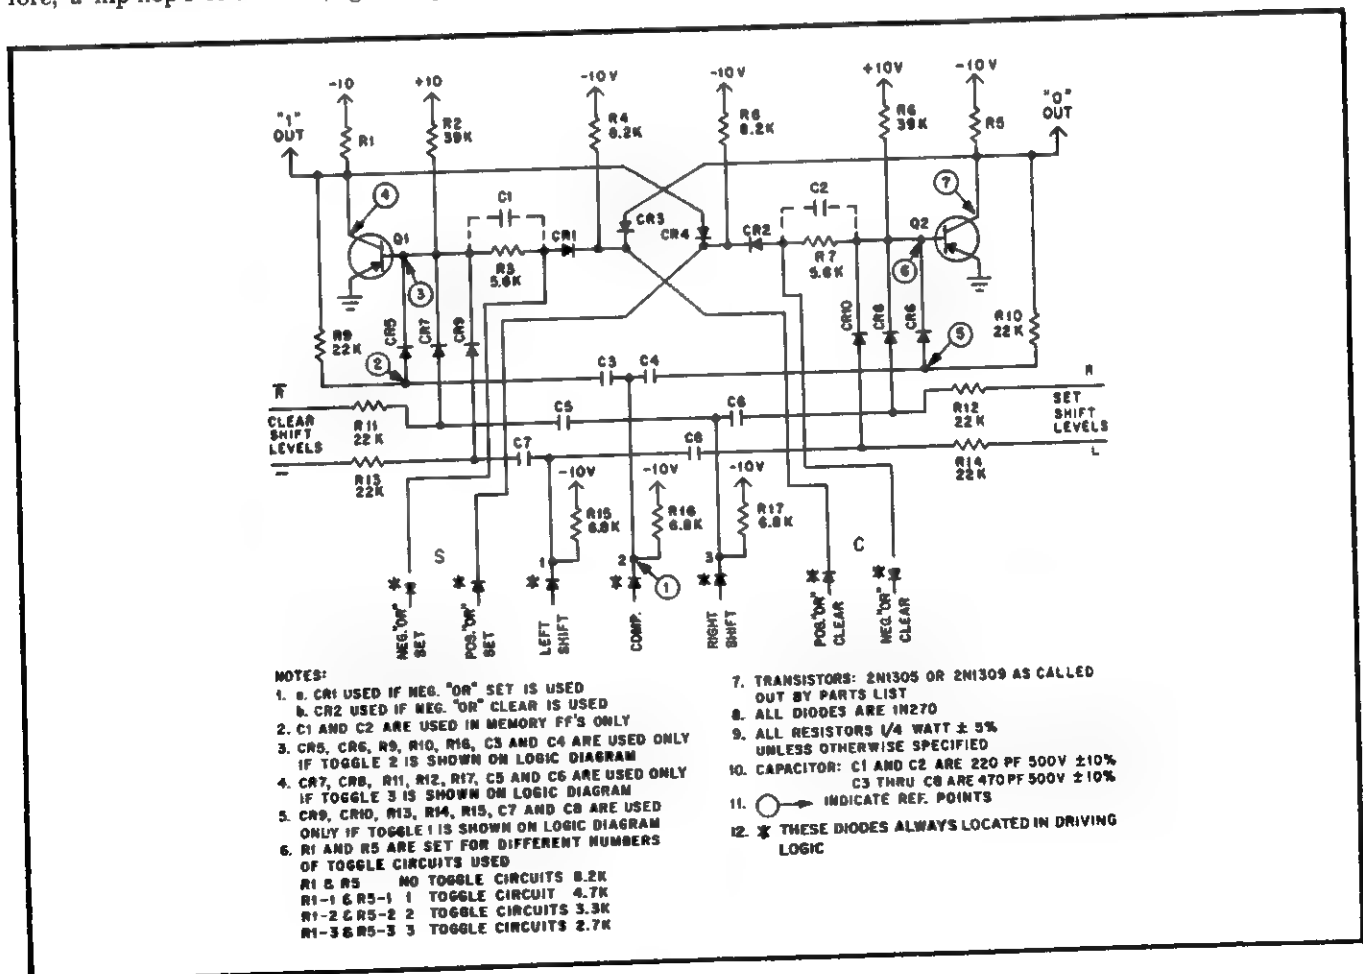 -10
+10
-10V
-10V
+10V
-10V
"1"
OUT
"0"
OUT
R1
R2
39K
R4
8.2K
R6
8.2K
R6
39K
R5
4
C1
CR3
CR4
C2
CR2
7
Q1
CR1
Q2
R3
5.6K
R7
5.6K
3
6
R9
22K
CR5
CR7
CR9
CR10
CR8
CR6
R10
22K
2
C3
C4
5
R̅
CLEAR
SHIFT
LEVELS
R11
22K
C5
C6
R12
22K
R
SET
SHIFT
LEVELS
L
R13
22K
C7
C8
R14
22K
-10V
-10V
-10V
R15
6.8K
R16
6.8K
R17
6.8K
S
C
1
2
3
1
*
*
*
*
*
*
*
NEG. "OR"
SET
POS. "OR"
SET
LEFT
SHIFT
COMP.
RIGHT
SHIFT
POS. "OR"
CLEAR
NEG. "OR"
CLEAR
NOTES:
1. a. CR1 USED IF NEG. "OR" SET IS USED
b. CR2 USED IF NEG. "OR" CLEAR IS USED
2. C1 AND C2 ARE USED IN MEMORY FF'S ONLY
3. CR5, CR6, R9, R10, R16, C3 AND C4 ARE USED ONLY
IF TOGGLE 2 IS SHOWN ON LOGIC DIAGRAM
4. CR7, CR8, R11, R12, R17, C5 AND C6 ARE USED ONLY
IF TOGGLE 3 IS SHOWN ON LOGIC DIAGRAM
5. CR9, CR10, R13, R14, R15, C7 AND C8 ARE USED
ONLY IF TOGGLE 1 IS SHOWN ON LOGIC DIAGRAM
6. R1 AND R5 ARE SET FOR DIFFERENT NUMBERS
OF TOGGLE CIRCUITS USED
R1 & R5 NO TOGGLE CIRCUITS 8.2K
R1-1 & R5-1 1 TOGGLE CIRCUIT 4.7K
R1-2 & R5-2 2 TOGGLE CIRCUITS 3.3K
R1-3 & R5-3 3 TOGGLE CIRCUITS 2.7K
7. TRANSISTORS: 2N1305 OR 2N1309 AS CALLED
OUT BY PARTS LIST
8. ALL DIODES ARE 1N270
9. ALL RESISTORS 1/4 WATT ± 5%
UNLESS OTHERWISE SPECIFIED
10. CAPACITOR: C1 AND C2 ARE 220 PF 500V ±10%
C3 THRU C8 ARE 470 PF 500V ±10%
11. INDICATE REF. POINTS
12. * THESE DIODES ALWAYS LOCATED IN DRIVING
LOGIC